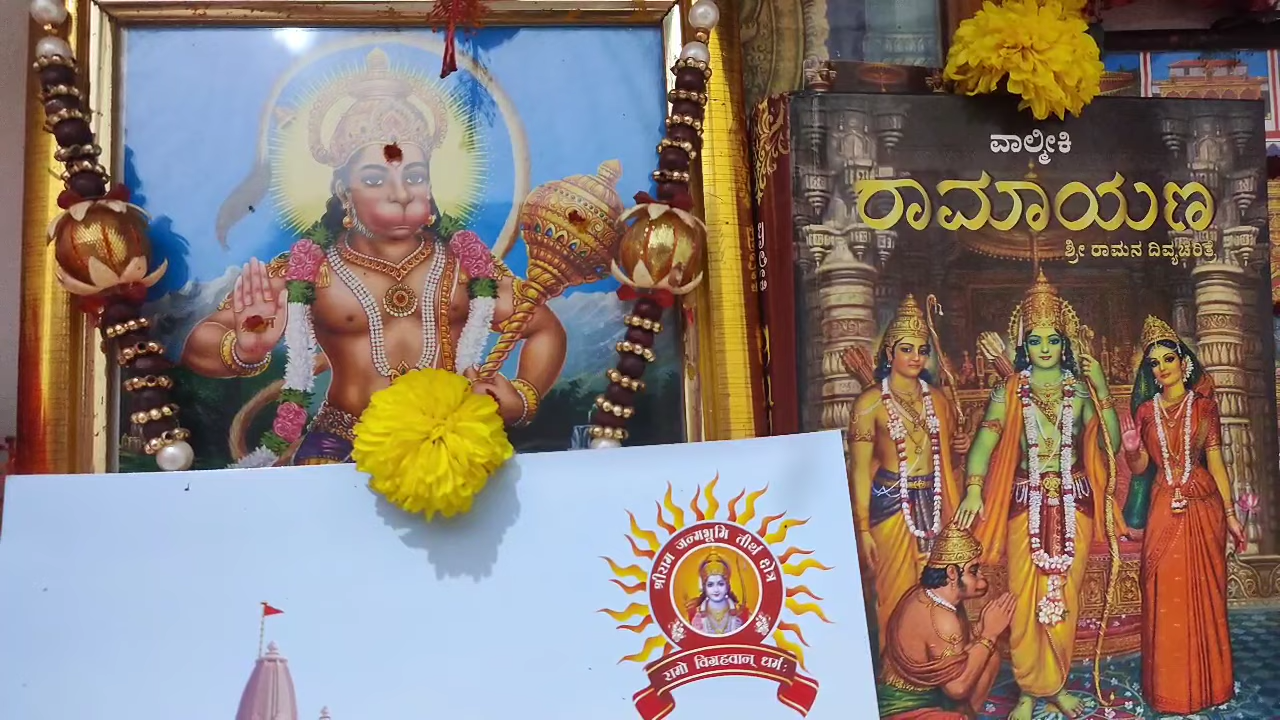 ವಾಲ್ಮೀಕಿ
ರಾಮಾಯಣ
ಶ್ರೀ ರಾಮನ ದಿವ್ಯಚರಿತ್ರೆ
श्रीराम जन्मभूमि तीर्थ क्षेत्र
रामो विग्रहवान् धर्मः